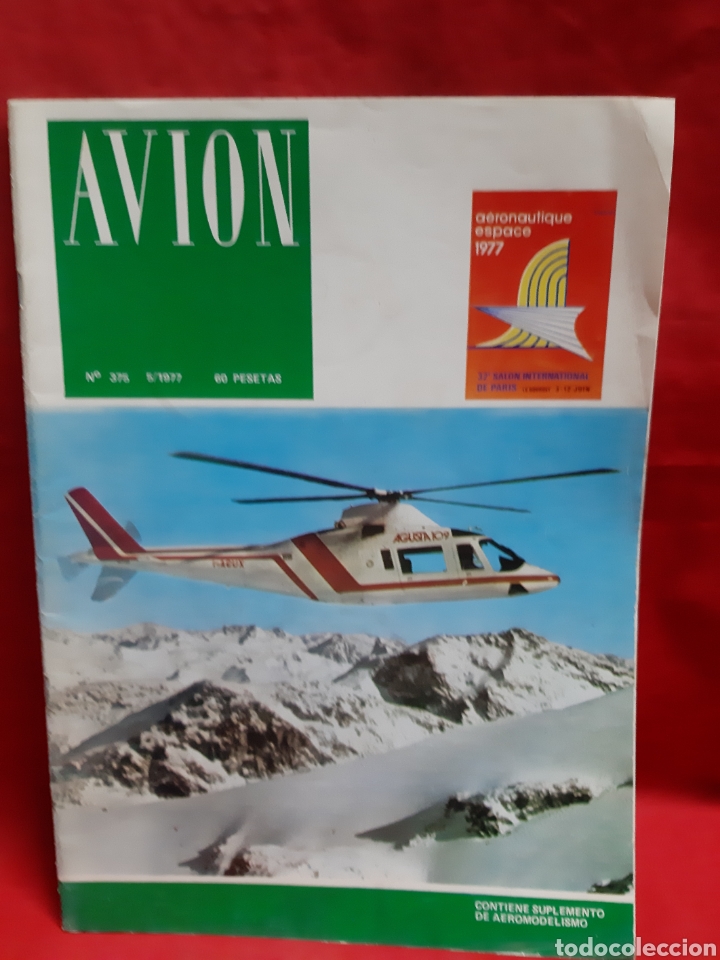 AVION
Nº 375 5/1977 60 PESETAS
aéronautique
espace
1977
32e SALON INTERNATIONAL
DE PARIS
AGUSTA 109
CONTIENE SUPLEMENTO
DE AEROMODELISMO
todocoleccion